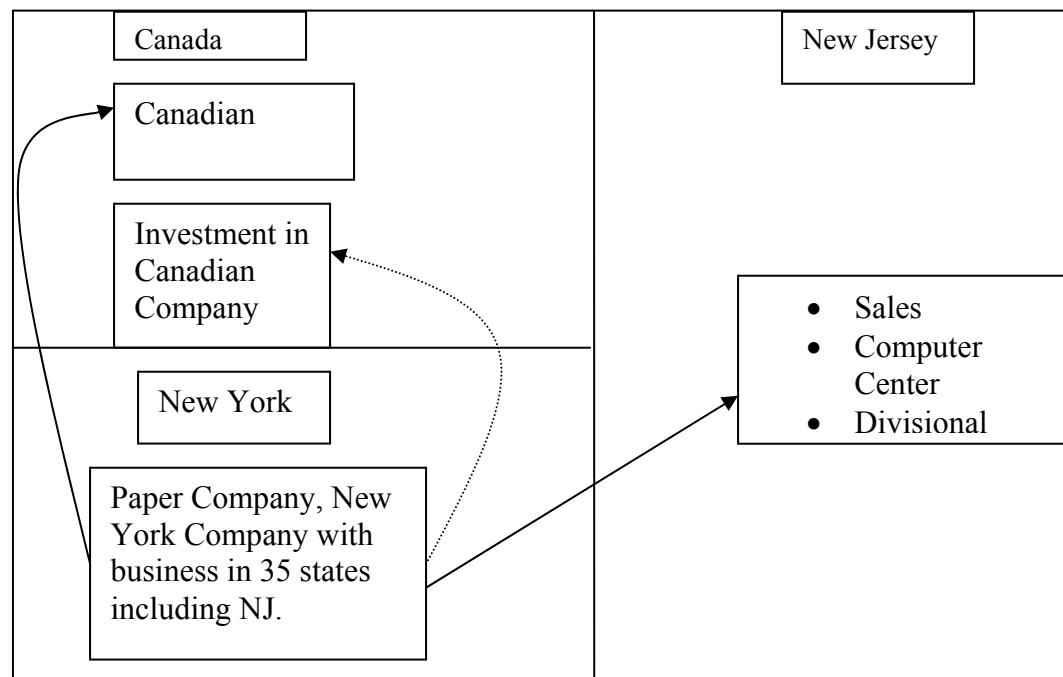 Canada
Canadian
Investment in
Canadian
Company
New York
Paper Company, New
York Company with
business in 35 states
including NJ.
New Jersey
• Sales
• Computer
Center
• Divisional